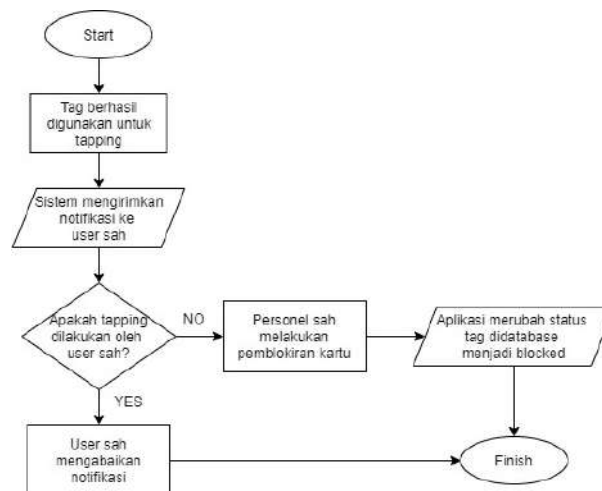 Start
Tag berhasil
digunakan untuk
tapping
Sistem mengirimkan
notifikasi ke
user sah
Apakah tapping
dilakukan oleh
user sah?
NO
Personel sah
melakukan
pemblokiran kartu
Aplikasi merubah status
tag didatabase
menjadi blocked
YES
User sah
mengabaikan
notifikasi
Finish